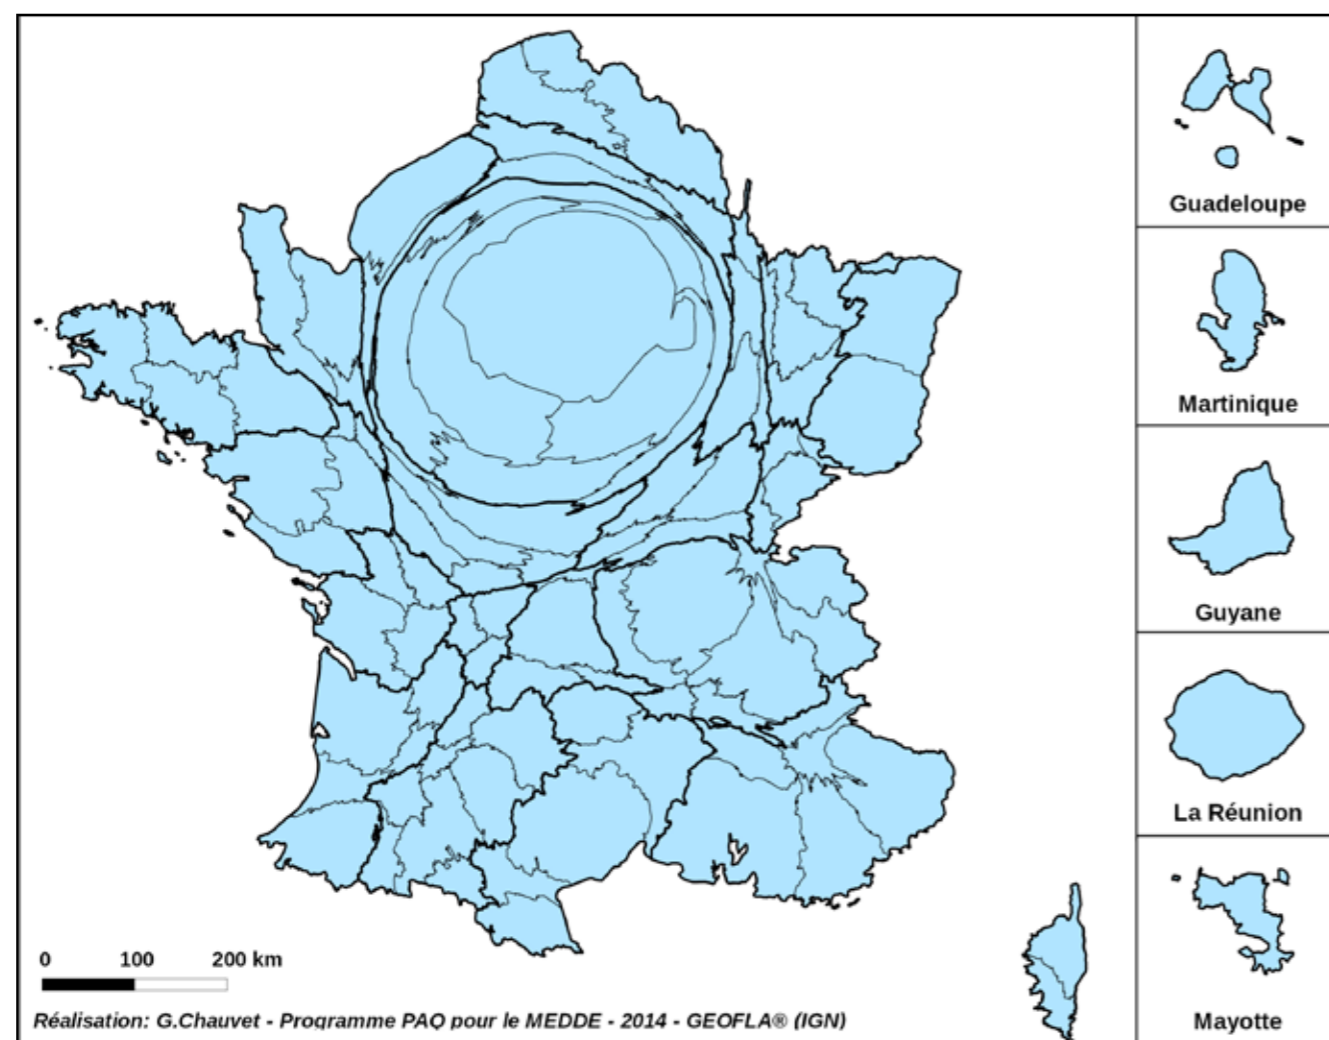 Guadeloupe
Martinique
Guyane
La Réunion
Mayotte
0 100 200 km
Réalisation: G.Chauvet - Programme PAQ pour le MEDDE - 2014 - GEOFLA® (IGN)